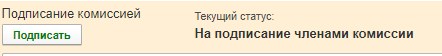 Подписание комиссией
Подписать
Текущий статус:
На подписание членами комиссии